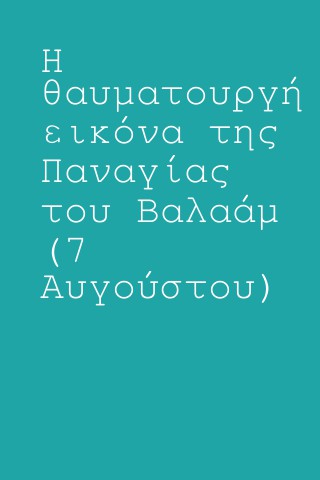 Η
θαυματουργή
εικόνα της
Παναγίας
του Βαλαάμ
(7
Αυγούστου)